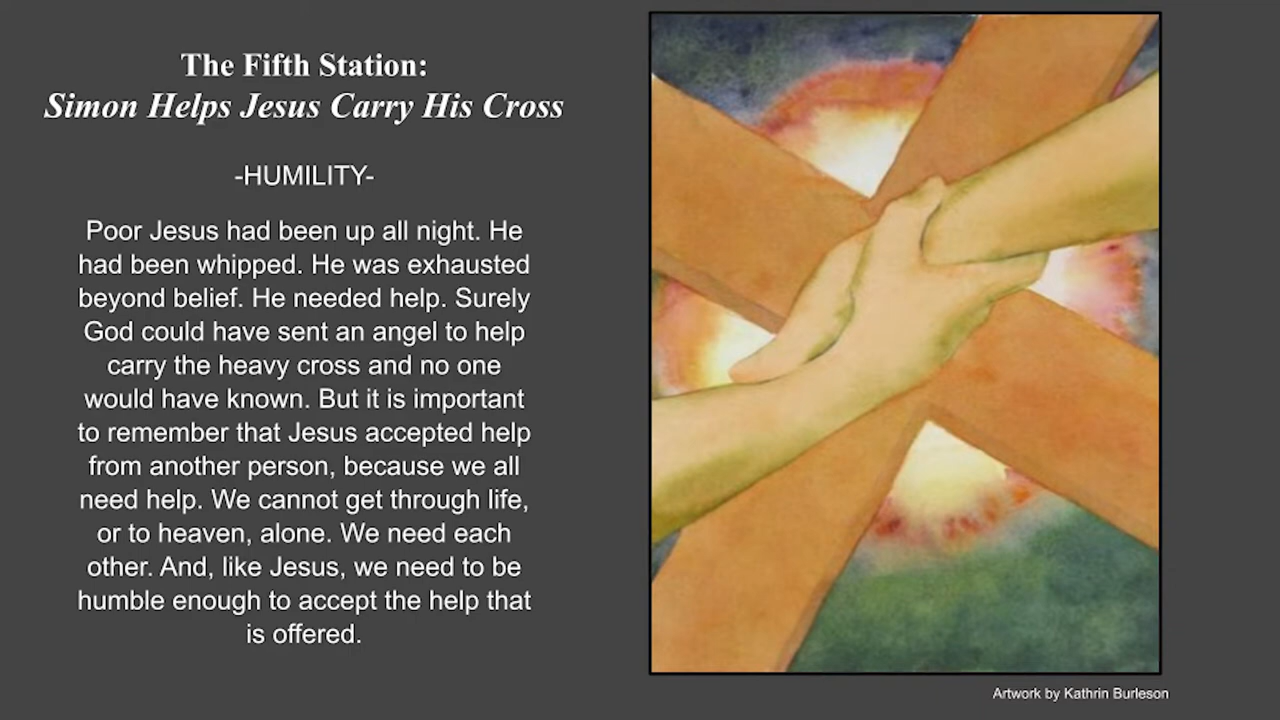 The Fifth Station:
Simon Helps Jesus Carry His Cross
-HUMILITY-
Poor Jesus had been up all night. He
had been whipped. He was exhausted
beyond belief. He needed help. Surely
God could have sent an angel to help
carry the heavy cross and no one
would have known. But it is important
to remember that Jesus accepted help
from another person, because we all
need help. We cannot get through life,
or to heaven, alone. We need each
other. And, like Jesus, we need to be
humble enough to accept the help that
is offered.
Artwork by Kathrin Burleson